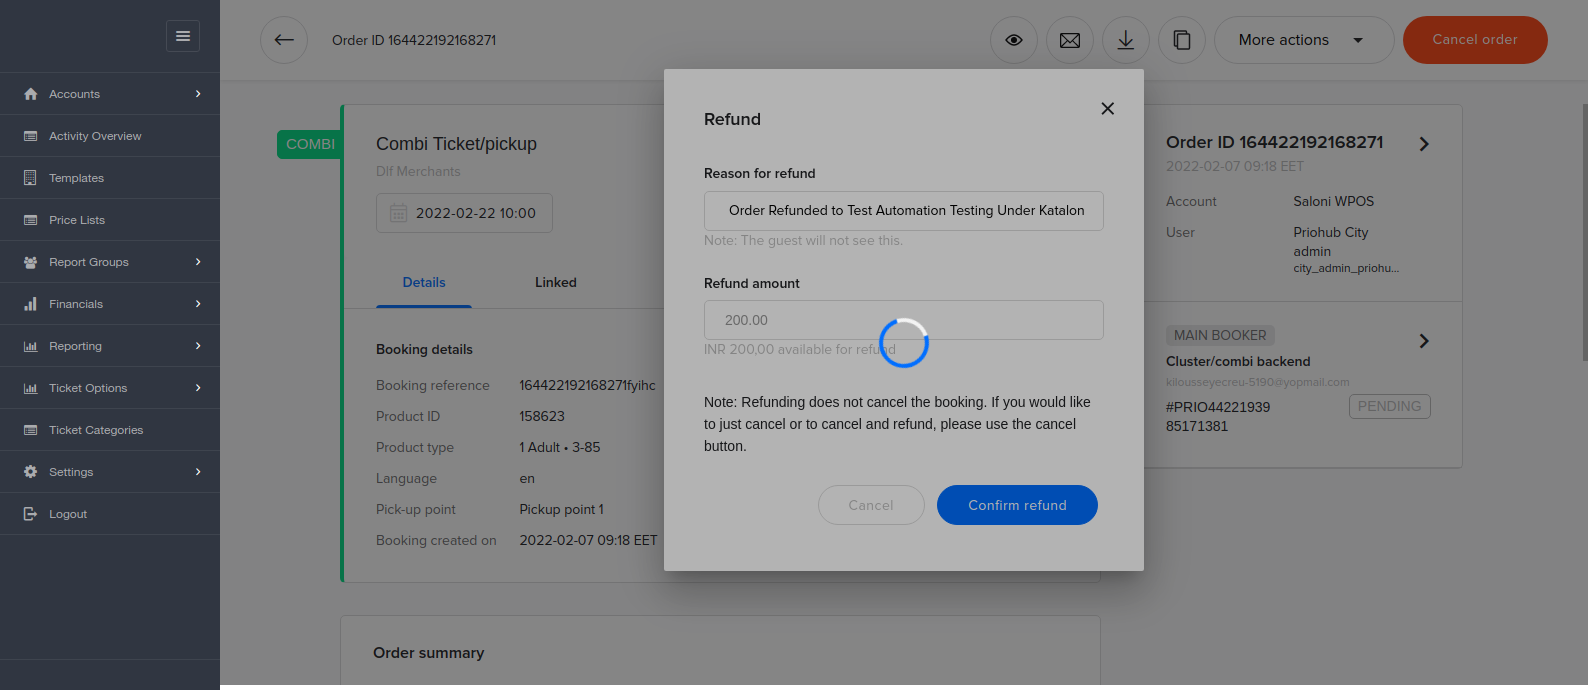 Order ID 164422192168271
More actions
Cancel order
Accounts
Activity Overview
Templates
Price Lists
Report Groups
Financials
Reporting
Ticket Options
Ticket Categories
Settings
Logout
COMBI
Combi Ticket/pickup
Dlf Merchants
2022-02-22 10:00
Details
Linked
Booking details
Booking reference 164422192168271fyihc
Product ID 158623
Product type 1 Adult • 3-85
Language en
Pick-up point Pickup point 1
Booking created on 2022-02-07 09:18 EET
Order summary
Refund
Reason for refund
Order Refunded to Test Automation Testing Under Katalon
Note: The guest will not see this.
Refund amount
200.00
INR 200,00 available for refund
Note: Refunding does not cancel the booking. If you would like
to just cancel or to cancel and refund, please use the cancel
button.
Cancel
Confirm refund
Order ID 164422192168271
2022-02-07 09:18 EET
Account Saloni WPOS
User Priohub City
admin
city_admin_priohu...
MAIN BOOKER
Cluster/combi backend
kilousseyecreu-5190@yopmail.com
#PRIO44221939
85171381
PENDING